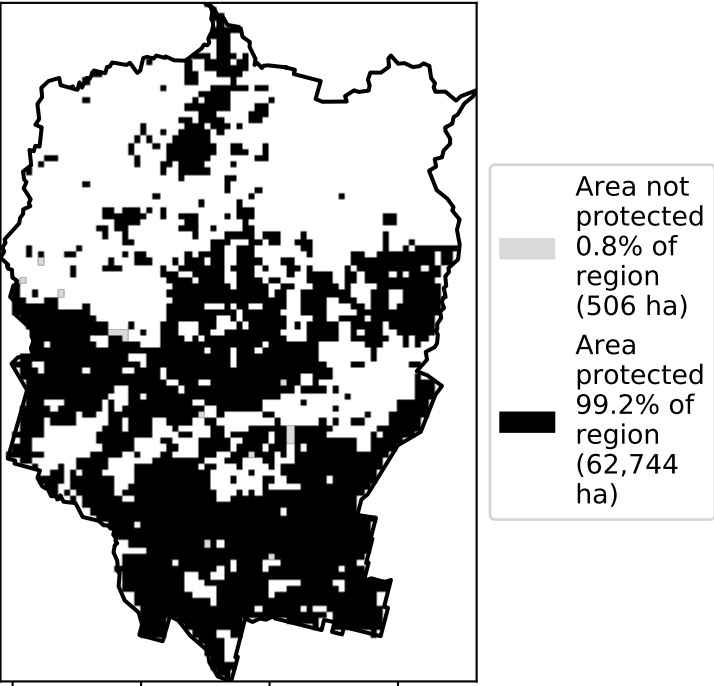 Area not
protected
0.8% of
region
(506 ha)
Area
protected
99.2% of
region
(62,744
ha)